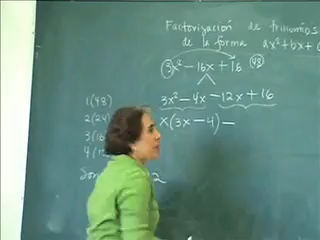 Factorización de trinomios
de la forma ax² + bx +
3x² - 16x + 16 (48)
3x² - 4x - 12x + 16
x(3x - 4) -
1(48)
2(24)
3(16
4(1